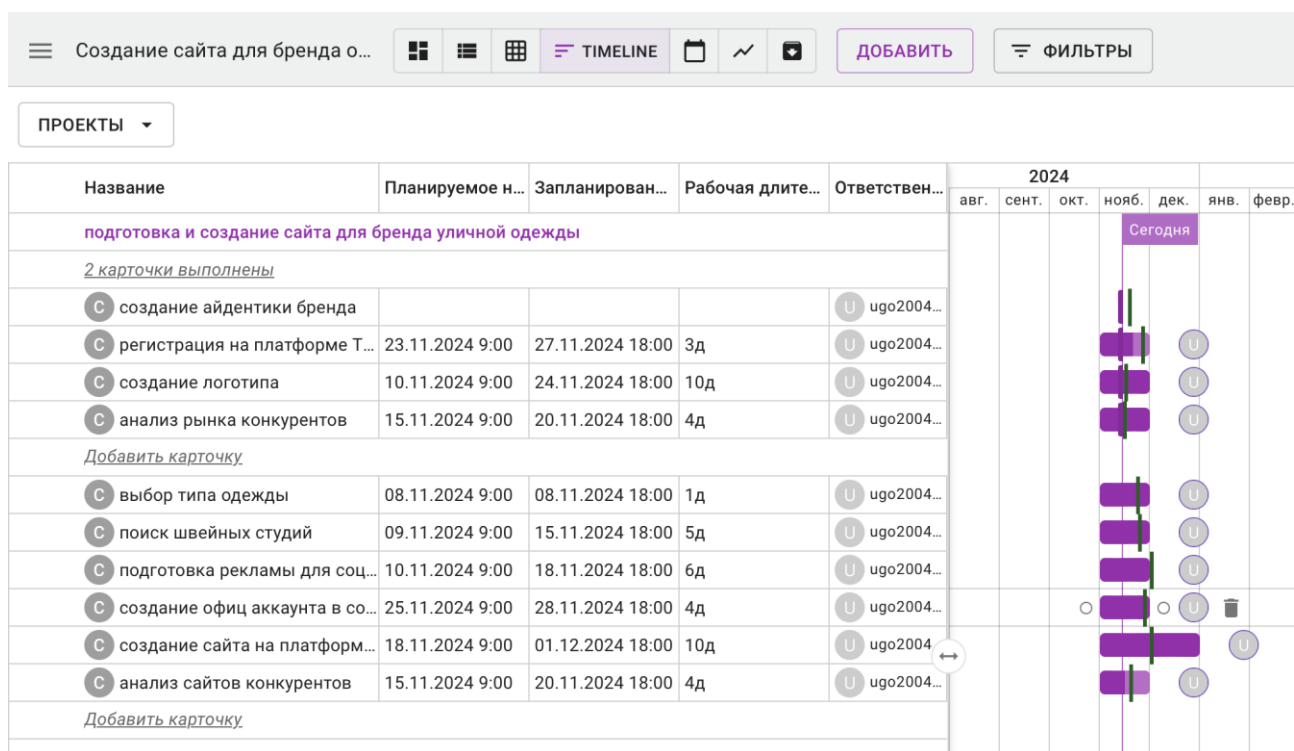 Создание сайта для бренда о... TIMELINE ДОБАВИТЬ ФИЛЬТРЫ
ПРОЕКТЫ
Название Планируемое н... Запланирован... Рабочая длите... Ответствен... 2024
авг. сент. окт. нояб. дек. янв. февр.
подготовка и создание сайта для бренда уличной одежды Сегодня
2 карточки выполнены
С создание айдентики бренда U ugo2004...
С регистрация на платформе Т... 23.11.2024 9:00 27.11.2024 18:00 3д U ugo2004... U
С создание логотипа 10.11.2024 9:00 24.11.2024 18:00 10д U ugo2004... U
С анализ рынка конкурентов 15.11.2024 9:00 20.11.2024 18:00 4д U ugo2004... U
Добавить карточку
С выбор типа одежды 08.11.2024 9:00 08.11.2024 18:00 1д U ugo2004... U
С поиск швейных студий 09.11.2024 9:00 15.11.2024 18:00 5д U ugo2004... U
С подготовка рекламы для соц... 10.11.2024 9:00 18.11.2024 18:00 6д U ugo2004... U
С создание офиц аккаунта в со... 25.11.2024 9:00 28.11.2024 18:00 4д U ugo2004... U
С создание сайта на платформ... 18.11.2024 9:00 01.12.2024 18:00 10д U ugo2004 U
С анализ сайтов конкурентов 15.11.2024 9:00 20.11.2024 18:00 4д U ugo2004... U
Добавить карточку